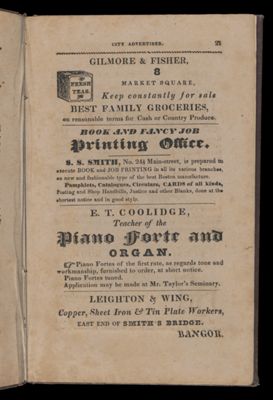 CITY ADVERTISER. 21
GILMORE & FISHER,
8
MARKET SQUARE,
FRESH
TEAS.
Keep constantly for sale
BEST FAMILY GROCERIES,
on reasonable terms for Cash or Country Produce.
BOOK AND FANCY JOB
Printing Office.
S. S. SMITH, No. 24½ Main-street, is prepared to
execute BOOK and JOB PRINTING in all its various branches,
on new and fashionable type of the best Boston manufacture.
Pamphlets, Catalogues, Circulars, CARDS of all kinds,
Posting and Shop Handbills, Justice and other Blanks, done at the
shortest notice and in good style.
E. T. COOLIDGE,
Teacher of the
Piano Forte and
ORGAN.
☞Piano Fortes of the first rate, as regards tone and
workmanship, furnished to order, at short notice.
Piano Fortes tuned.
Application may be made at Mr. Taylor's Seminary.
LEIGHTON & WING,
Copper, Sheet Iron & Tin Plate Workers,
EAST END OF SMITH'S BRIDGE.
BANGOR.